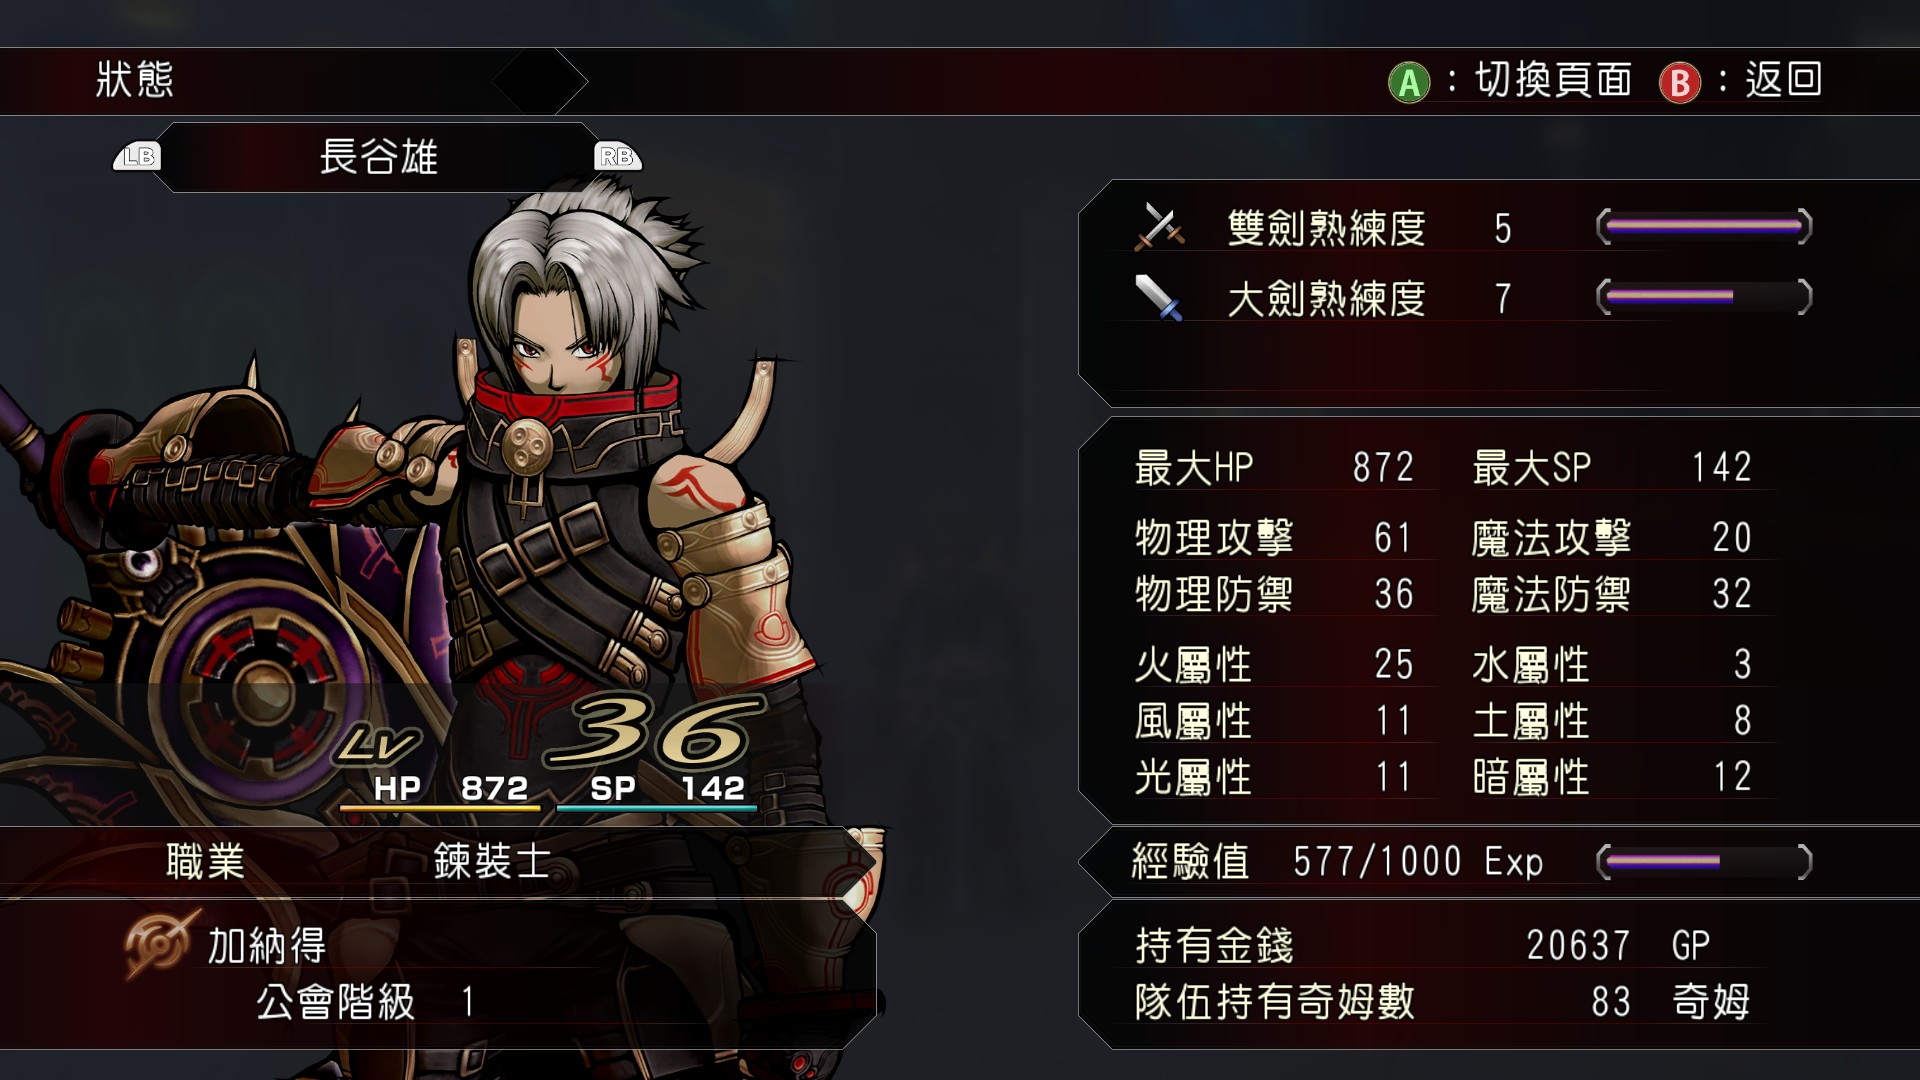 狀態
A：切換頁面 B：返回
LB 長谷雄 RB
雙劍熟練度 5
大劍熟練度 7
最大HP 872 最大SP 142
物理攻擊 61 魔法攻擊 20
物理防禦 36 魔法防禦 32
火屬性 25 水屬性 3
風屬性 11 土屬性 8
光屬性 11 暗屬性 12
Lv 36
HP 872 SP 142
職業 鍊裝士
經驗值 577/1000 Exp
加納得
公會階級 1
持有金錢 20637 GP
隊伍持有奇姆數 83 奇姆